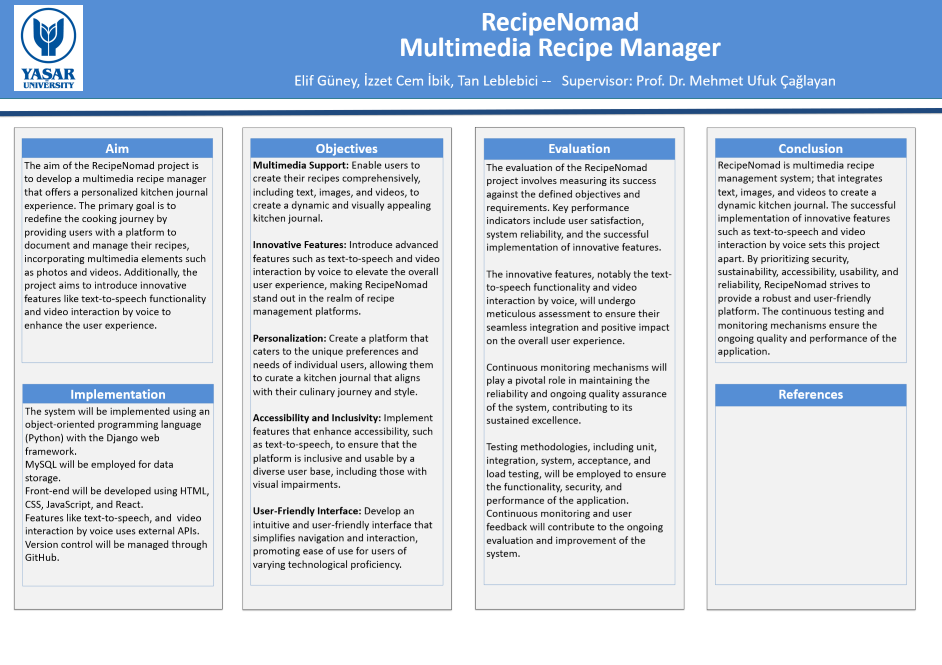 YAŞAR
UNIVERSITY
RecipeNomad
Multimedia Recipe Manager
Elif Güney, İzzet Cem İbik, Tan Leblebici -- Supervisor: Prof. Dr. Mehmet Ufuk Çağlayan
Aim
The aim of the RecipeNomad project is
to develop a multimedia recipe manager
that offers a personalized kitchen journal
experience. The primary goal is to
redefine the cooking journey by
providing users with a platform to
document and manage their recipes,
incorporating multimedia elements such
as photos and videos. Additionally, the
project aims to introduce innovative
features like text-to-speech functionality
and video interaction by voice to
enhance the user experience.
Implementation
The system will be implemented using an
object-oriented programming language
(Python) with the Django web
framework.
MySQL will be employed for data
storage.
Front-end will be developed using HTML,
CSS, JavaScript, and React.
Features like text-to-speech, and video
interaction by voice uses external APIs.
Version control will be managed through
GitHub.
Objectives
Multimedia Support: Enable users to
create their recipes comprehensively,
including text, images, and videos, to
create a dynamic and visually appealing
kitchen journal.
Innovative Features: Introduce advanced
features such as text-to-speech and video
interaction by voice to elevate the overall
user experience, making RecipeNomad
stand out in the realm of recipe
management platforms.
Personalization: Create a platform that
caters to the unique preferences and
needs of individual users, allowing them
to curate a kitchen journal that aligns
with their culinary journey and style.
Accessibility and Inclusivity: Implement
features that enhance accessibility, such
as text-to-speech, to ensure that the
platform is inclusive and usable by a
diverse user base, including those with
visual impairments.
User-Friendly Interface: Develop an
intuitive and user-friendly interface that
simplifies navigation and interaction,
promoting ease of use for users of
varying technological proficiency.
Evaluation
The evaluation of the RecipeNomad
project involves measuring its success
against the defined objectives and
requirements. Key performance
indicators include user satisfaction,
system reliability, and the successful
implementation of innovative features.
The innovative features, notably the text-
to-speech functionality and video
interaction by voice, will undergo
meticulous assessment to ensure their
seamless integration and positive impact
on the overall user experience.
Continuous monitoring mechanisms will
play a pivotal role in maintaining the
reliability and ongoing quality assurance
of the system, contributing to its
sustained excellence.
Testing methodologies, including unit,
integration, system, acceptance, and
load testing, will be employed to ensure
the functionality, security, and
performance of the application.
Continuous monitoring and user
feedback will contribute to the ongoing
evaluation and improvement of the
system.
Conclusion
RecipeNomad is multimedia recipe
management system; that integrates
text, images, and videos to create a
dynamic kitchen journal. The successful
implementation of innovative features
such as text-to-speech and video
interaction by voice sets this project
apart. By prioritizing security,
sustainability, accessibility, usability, and
reliability, RecipeNomad strives to
provide a robust and user-friendly
platform. The continuous testing and
monitoring mechanisms ensure the
ongoing quality and performance of the
application.
References